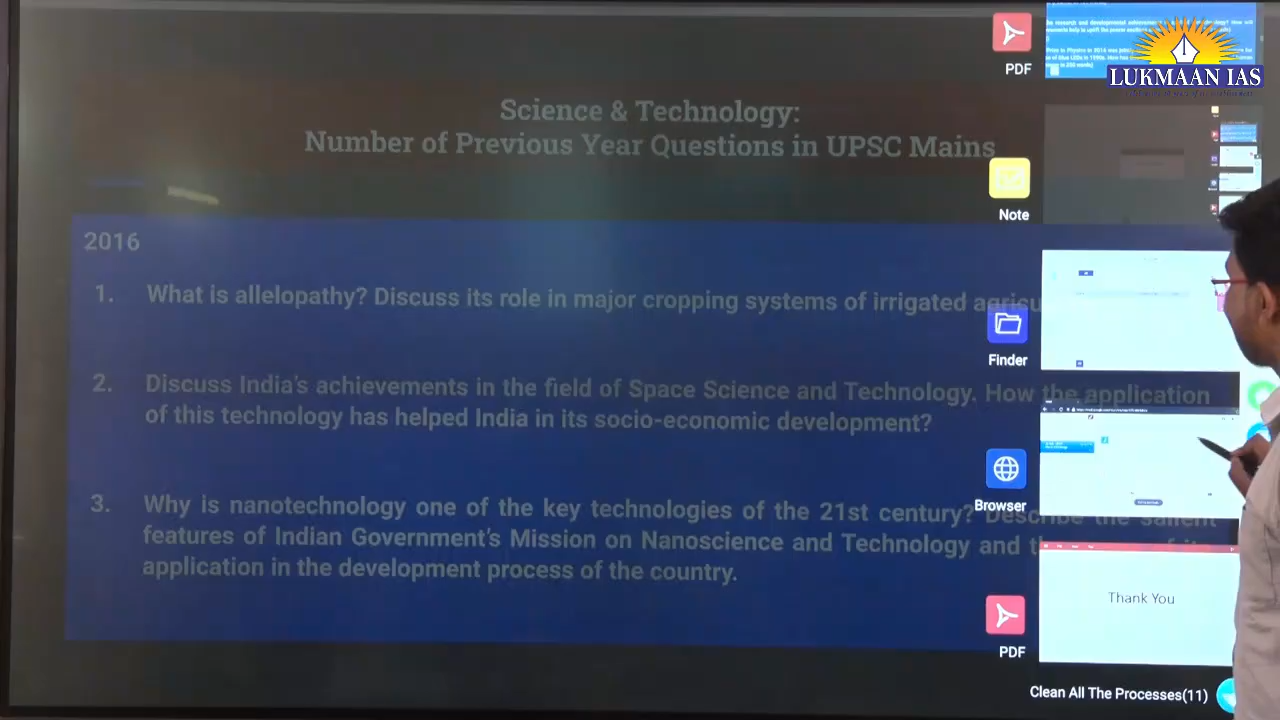 PDF
LUKMAAN IAS
Science & Technology:
Number of Previous Year Questions in UPSC Mains
Note
2016
1. What is allelopathy? Discuss its role in major cropping systems of irrigated
Finder
2. Discuss India's achievements in the field of Space Science and Technology. How the application
of this technology has helped India in its socio-economic development?
Browser
3. Why is nanotechnology one of the key technologies of the 21st century? Describe the salient
features of Indian Government's Mission on Nanoscience and Technology and
application in the development process of the country.
Thank You
PDF
Clean All The Processes(11)